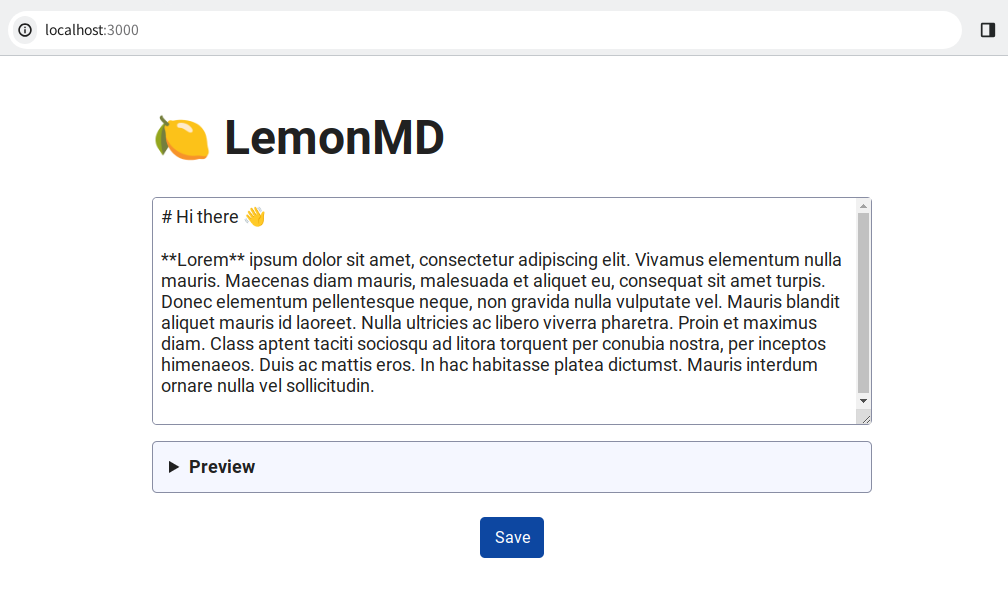 localhost:3000
🍋 LemonMD
# Hi there 👋
**Lorem** ipsum dolor sit amet, consectetur adipiscing elit. Vivamus elementum nulla
mauris. Maecenas diam mauris, malesuada et aliquet eu, consequat sit amet turpis.
Donec elementum pellentesque neque, non gravida nulla vulputate vel. Mauris blandit
aliquet mauris id laoreet. Nulla ultricies ac libero viverra pharetra. Proin et maximus
diam. Class aptent taciti sociosqu ad litora torquent per conubia nostra, per inceptos
himenaeos. Duis ac mattis eros. In hac habitasse platea dictumst. Mauris interdum
ornare nulla vel sollicitudin.
Preview
Save